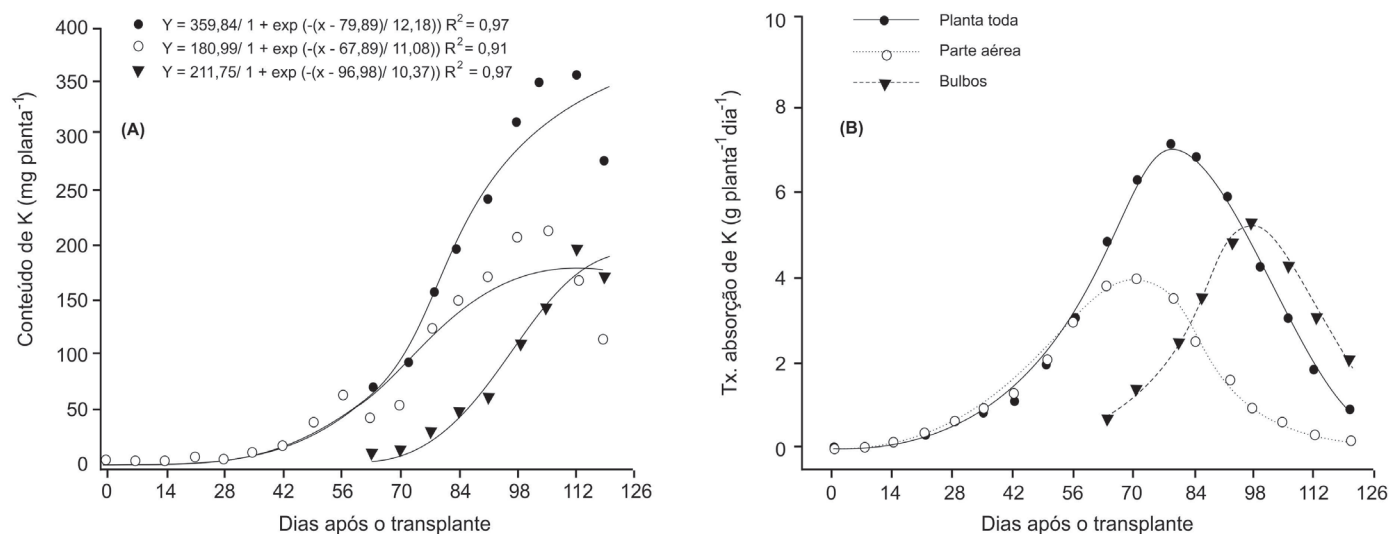 Y = 359,84/ 1 + exp (-(x - 79,89)/ 12,18)) R² = 0,97
Y = 180,99/ 1 + exp (-(x - 67,89)/ 11,08)) R² = 0,91
Y = 211,75/ 1 + exp (-(x - 96,98)/ 10,37)) R² = 0,97
(A)
Conteúdo de K (mg planta⁻¹)
400
350
300
250
200
150
100
50
0
0 14 28 42 56 70 84 98 112 126
Dias após o transplante
Planta toda
Parte aérea
Bulbos
(B)
Tx. absorção de K (g planta⁻¹dia⁻¹)
10
8
6
4
2
0
0 14 28 42 56 70 84 98 112 126
Dias após o transplante